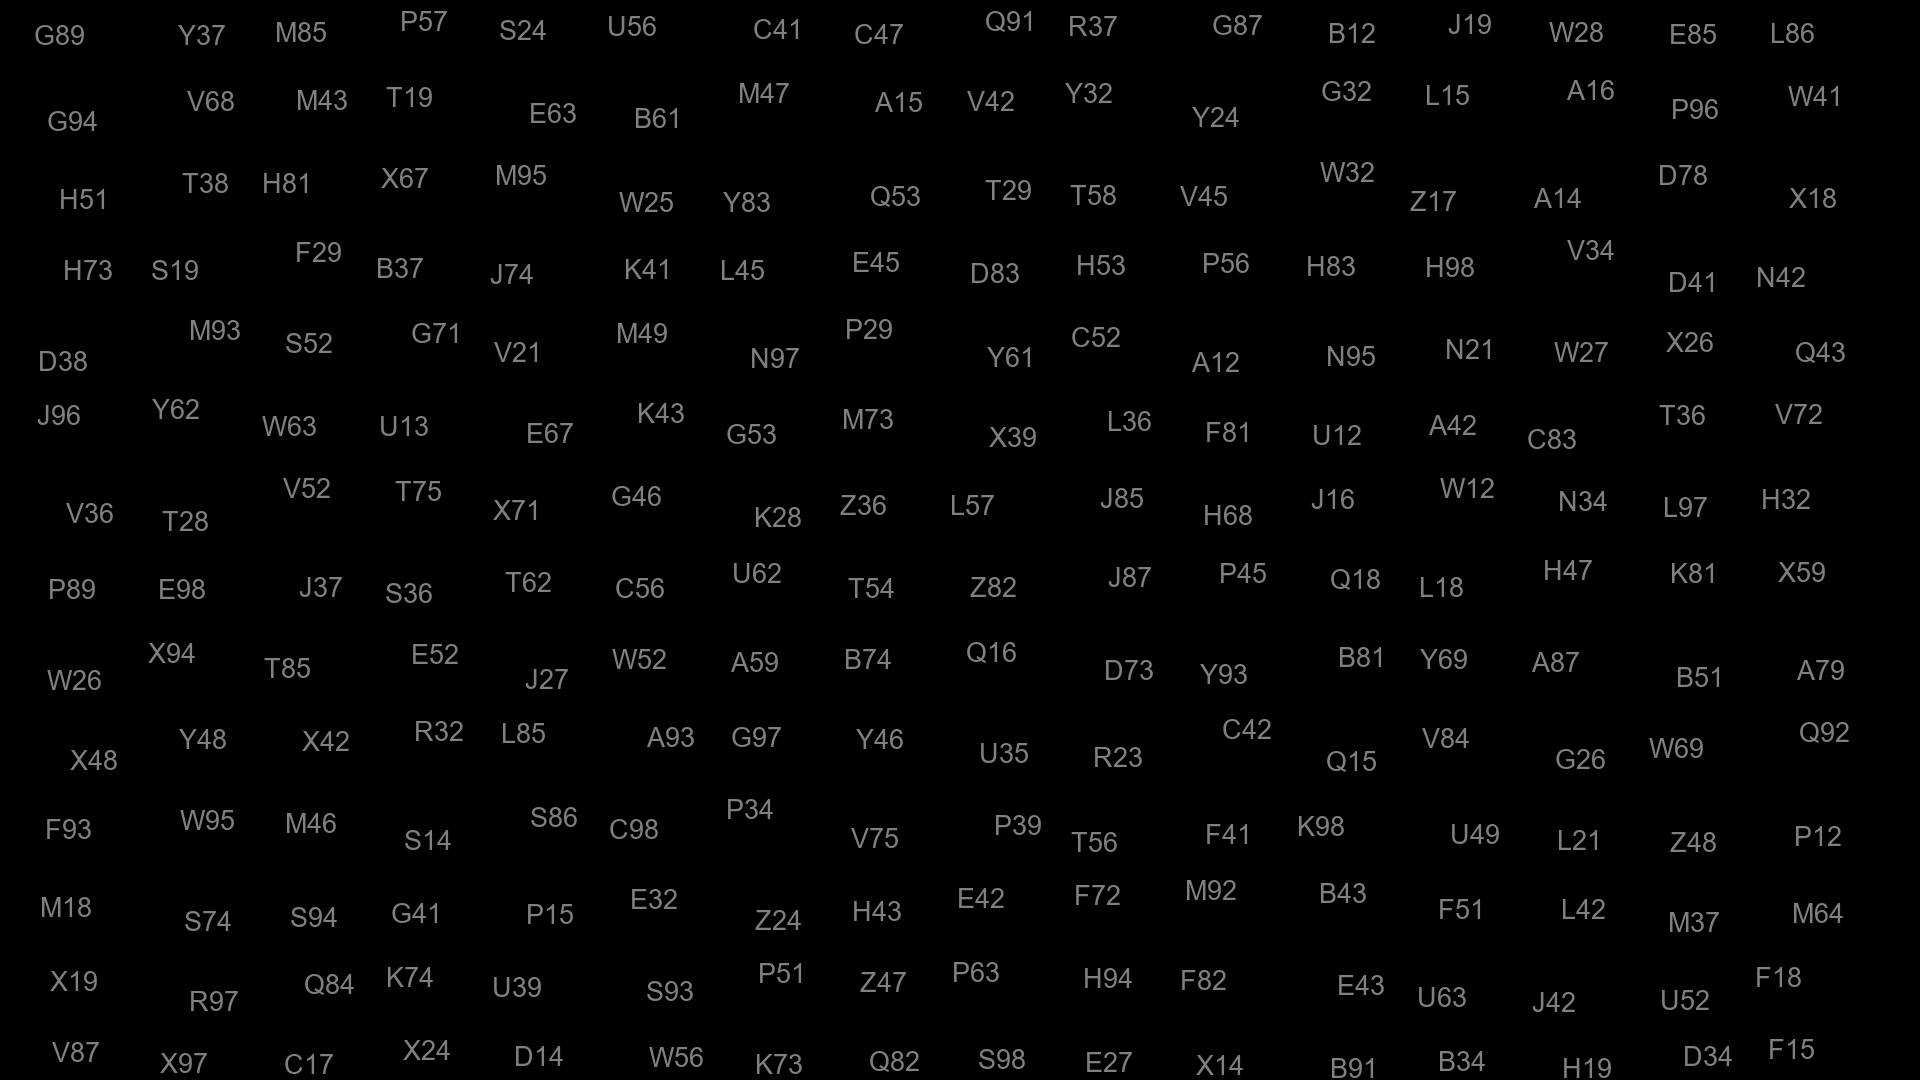 G89 Y37 M85 P57 S24 U56 C41 C47 Q91 R37 G87 B12 J19 W28 E85 L86
G94 V68 M43 T19 E63 B61 M47 A15 V42 Y32 Y24 G32 L15 A16 P96 W41
H51 T38 H81 X67 M95 W25 Y83 Q53 T29 T58 V45 W32 Z17 A14 D78 X18
H73 S19 F29 B37 J74 K41 L45 E45 D83 H53 P56 H83 H98 V34 D41 N42
D38 M93 S52 G71 V21 M49 N97 P29 Y61 C52 A12 N95 N21 W27 X26 Q43
J96 Y62 W63 U13 E67 K43 G53 M73 X39 L36 F81 U12 A42 C83 T36 V72
V36 T28 V52 T75 X71 G46 K28 Z36 L57 J85 H68 J16 W12 N34 L97 H32
P89 E98 J37 S36 T62 C56 U62 T54 Z82 J87 P45 Q18 L18 H47 K81 X59
W26 X94 T85 E52 J27 W52 A59 B74 Q16 D73 Y93 B81 Y69 A87 B51 A79
X48 Y48 X42 R32 L85 A93 G97 Y46 U35 R23 C42 Q15 V84 G26 W69 Q92
F93 W95 M46 S14 S86 C98 P34 V75 P39 T56 F41 K98 U49 L21 Z48 P12
M18 S74 S94 G41 P15 E32 Z24 H43 E42 F72 M92 B43 F51 L42 M37 M64
X19 R97 Q84 K74 U39 S93 P51 Z47 P63 H94 F82 E43 U63 J42 U52 F18
V87 X97 C17 X24 D14 W56 K73 Q82 S98 E27 X14 B91 B34 H19 D34 F15